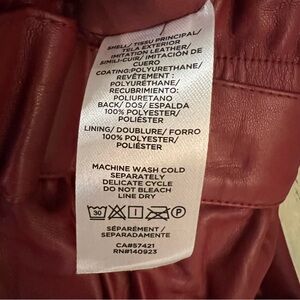 SHELL/ TISSU PRINCIPAL/
TELA EXTERIOR
IMITATION LEATHER/
SIMILI-CUIR/ IMITACIÓN DE
CUERO
COATING:POLYURETHANE/
REVÊTEMENT :
POLYURÉTHANE/
RECUBRIMIENTO:
POLIURETANO
BACK/ DOS/ ESPALDA
100% POLYESTER/
POLIÉSTER
LINING/ DOUBLURE/ FORRO
100% POLYESTER/
POLIÉSTER
MACHINE WASH COLD
SEPARATELY
DELICATE CYCLE
DO NOT BLEACH
LINE DRY
30 P
SÉPARÉMENT /
SEPARADAMENTE
CA#57421
RN#140923